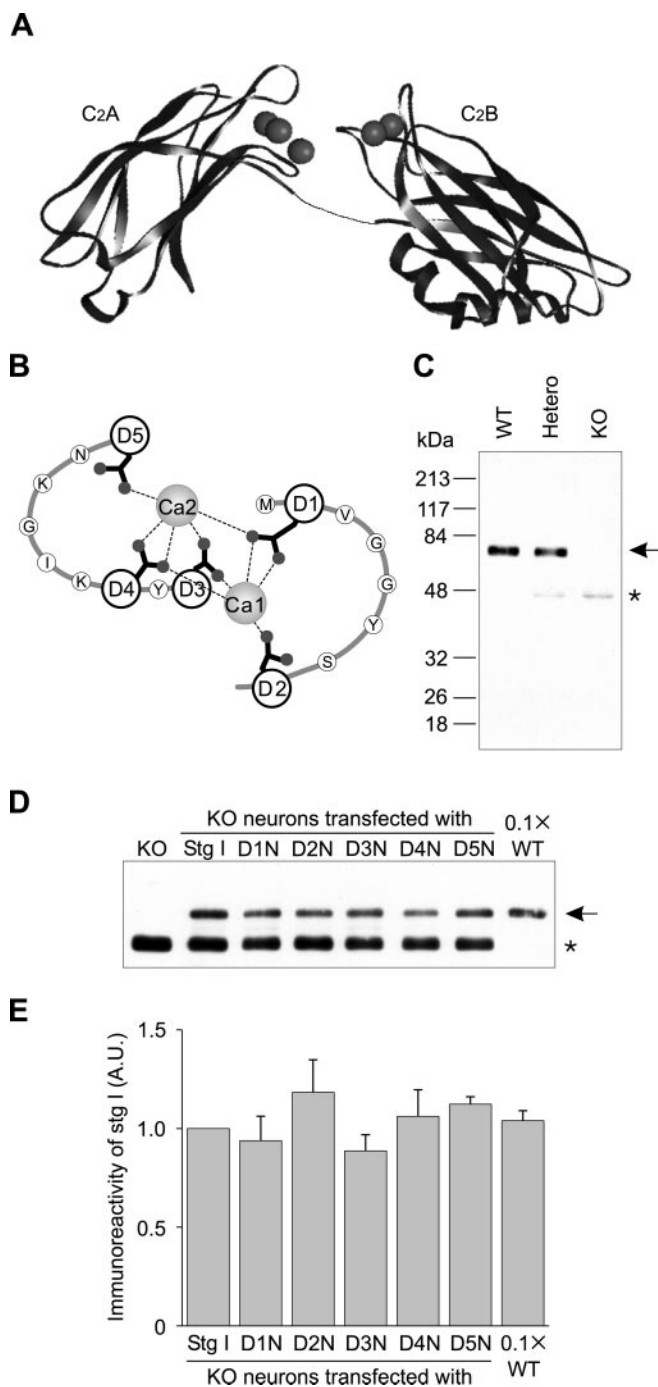 A
C2A
C2B
B
D5
N
K
G
I
K
D4
Y
D3
Ca2
Ca1
M
D1
V
G
G
Y
S
D2
C
WT
Hetero
KO
kDa
213
117
84
48
32
26
18
*
D
KO neurons transfected with
0.1×
KO
Stg I
D1N
D2N
D3N
D4N
D5N
WT
*
E
Immunoreactivity of stg I (A.U.)
1.5
1.0
0.5
0
Stg I
D1N
D2N
D3N
D4N
D5N
0.1×
WT
KO neurons transfected with